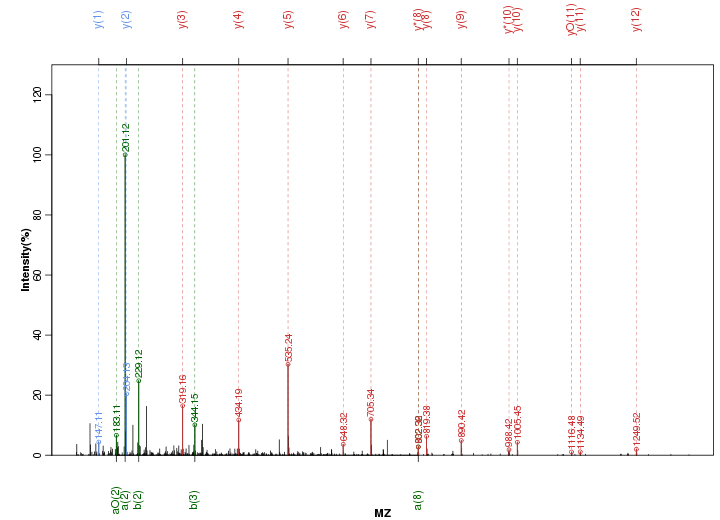 y(1) y(2) y(3) y(4) y(5) y(6) y(7) y*(8) y(8) y(9) y*(10) y(10) yO(11) y(11) y(12)
120
100
80
60
40
20
0
Intensity(%)
147.11 183.11 201.12 204.13 229.12 319.16 344.15 434.19 535.24 648.32 705.34 819.38 890.42 988.42 1005.45 1116.48 1134.49 1249.52
aO(2) a(2) b(2) b(3) a(8)
MZ